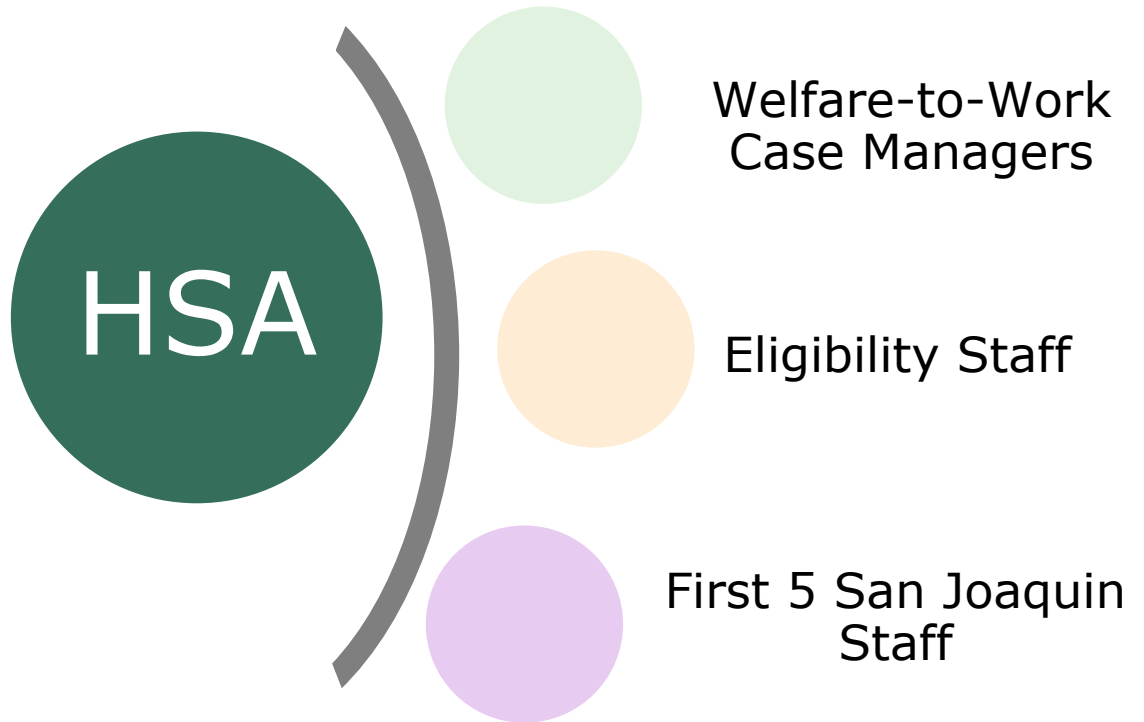 HSA
Welfare-to-Work
Case Managers
Eligibility Staff
First 5 San Joaquin
Staff